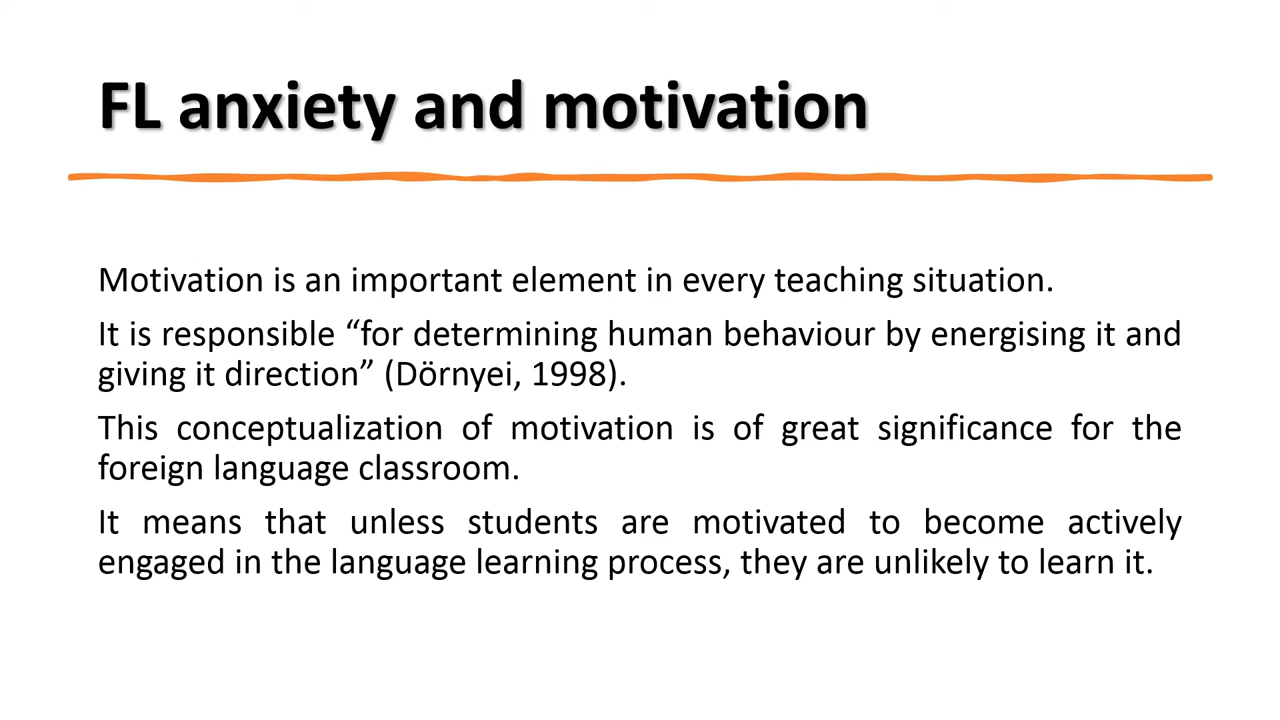 FL anxiety and motivation
Motivation is an important element in every teaching situation.
It is responsible “for determining human behaviour by energising it and
giving it direction” (Dörnyei, 1998).
This conceptualization of motivation is of great significance for the
foreign language classroom.
It means that unless students are motivated to become actively
engaged in the language learning process, they are unlikely to learn it.